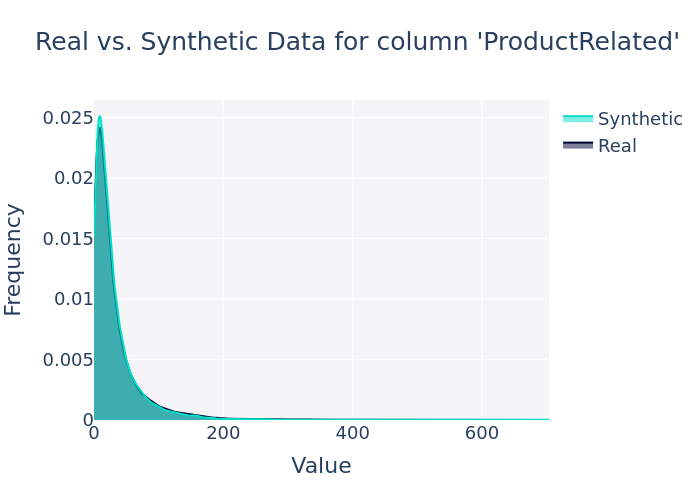 Real vs. Synthetic Data for column 'ProductRelated'
Synthetic
Real
0.025
0.02
0.015
0.01
0.005
0
Frequency
0
200
400
600
Value